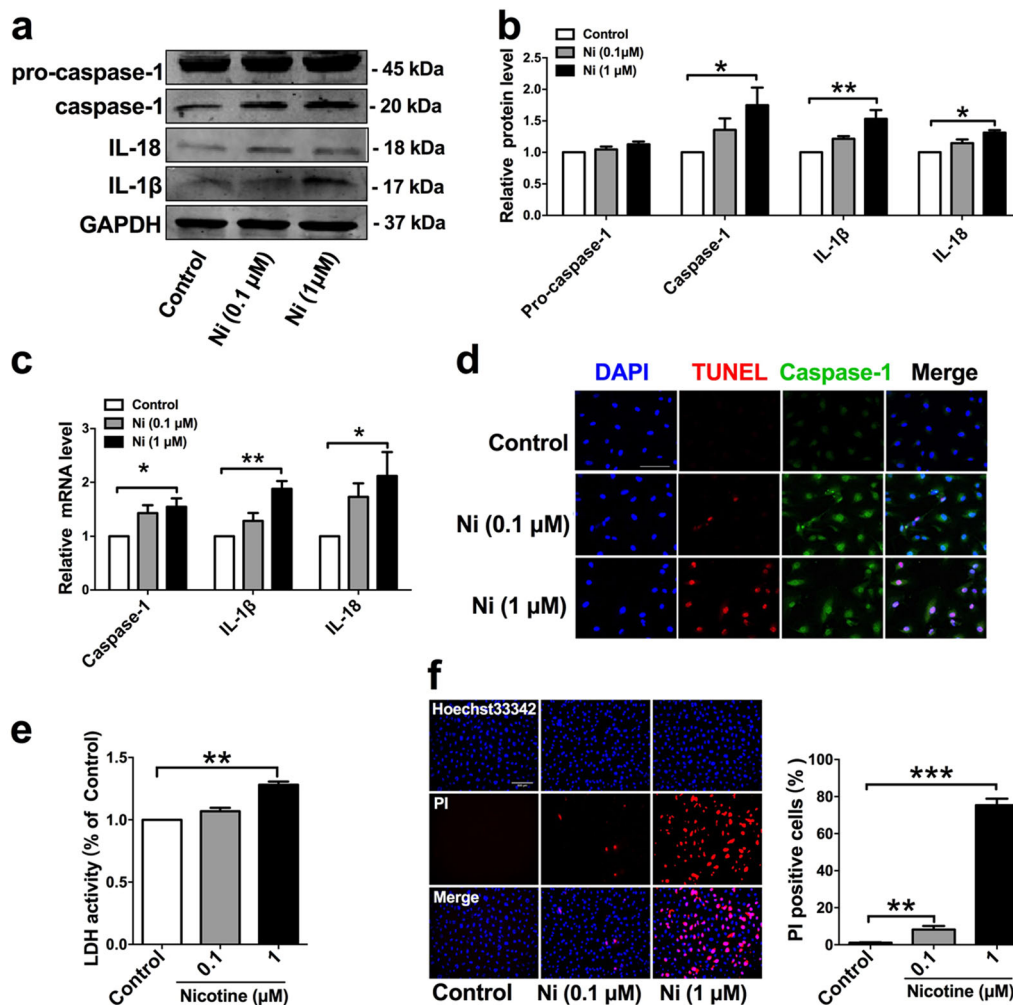 a
pro-caspase-1
- 45 kDa
caspase-1
- 20 kDa
IL-18
- 18 kDa
IL-1β
- 17 kDa
GAPDH
- 37 kDa
Control
Ni (0.1 μM)
Ni (1μM)
b
Control
Ni (0.1μM)
Ni (1 μM)
Relative protein level
2.5
2.0
1.5
1.0
0.5
0.0
*
**
*
Pro-caspase-1
Caspase-1
IL-1β
IL-18
c
Control
Ni (0.1 μM)
Ni (1 μM)
Relative mRNA level
3
2
1
0
*
**
*
Caspase-1
IL-1β
IL-18
d
DAPI
TUNEL
Caspase-1
Merge
Control
Ni (0.1 μM)
Ni (1 μM)
e
LDH activity (% of Control)
1.5
1.0
0.5
0.0
**
Control
0.1
1
Nicotine (μM)
f
Hoechst33342
PI
Merge
Control
Ni (0.1 μM)
Ni (1 μM)
PI positive cells (% )
100
80
60
40
20
0
**
***
Control
0.1
1
Nicotine (μM)